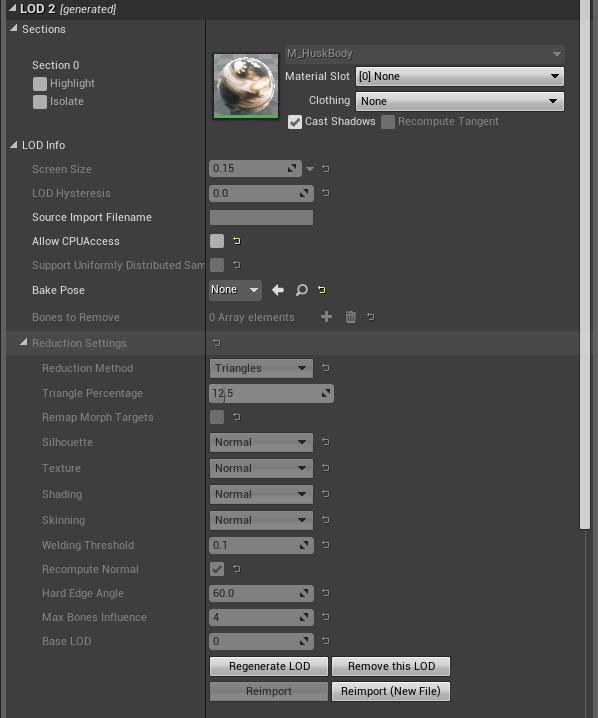 LOD 2 [generated]
Sections
M_HuskBody
Section 0
Material Slot [0] None
Highlight
Clothing None
Isolate
Cast Shadows Recompute Tangent
LOD Info
Screen Size 0.15
LOD Hysteresis 0.0
Source Import Filename
Allow CPUAccess
Support Uniformly Distributed Sam
Bake Pose None
Bones to Remove 0 Array elements
Reduction Settings
Reduction Method Triangles
Triangle Percentage 12.5
Remap Morph Targets
Silhouette Normal
Texture Normal
Shading Normal
Skinning Normal
Welding Threshold 0.1
Recompute Normal
Hard Edge Angle 60.0
Max Bones Influence 4
Base LOD 0
Regenerate LOD Remove this LOD
Reimport Reimport (New File)